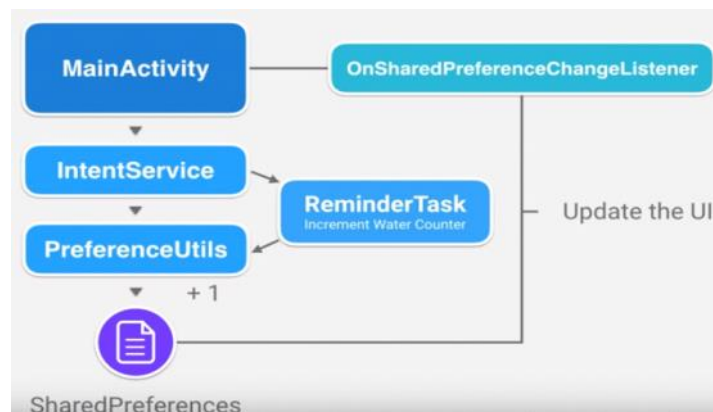 MainActivity
OnSharedPreferenceChangeListener
IntentService
ReminderTask
Increment Water Counter
Update the UI
PreferenceUtils
+ 1
SharedPreferences